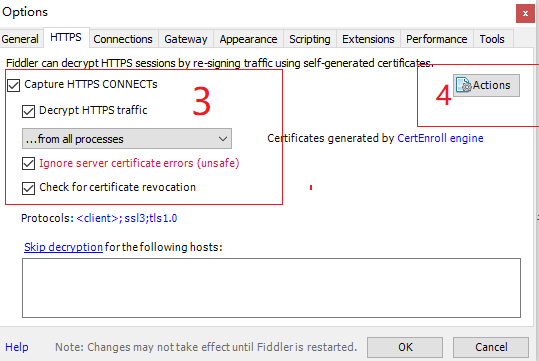 Options
General HTTPS Connections Gateway Appearance Scripting Extensions Performance Tools
Fiddler can decrypt HTTPS sessions by re-signing traffic using self-generated certificates.
Capture HTTPS CONNECTs
3
4
Actions
Decrypt HTTPS traffic
...from all processes
Certificates generated by CertEnroll engine
Ignore server certificate errors (unsafe)
Check for certificate revocation
Protocols: <client>;ssl3;tls1.0
Skip decryption for the following hosts:
Help Note: Changes may not take effect until Fiddler is restarted. OK Cancel